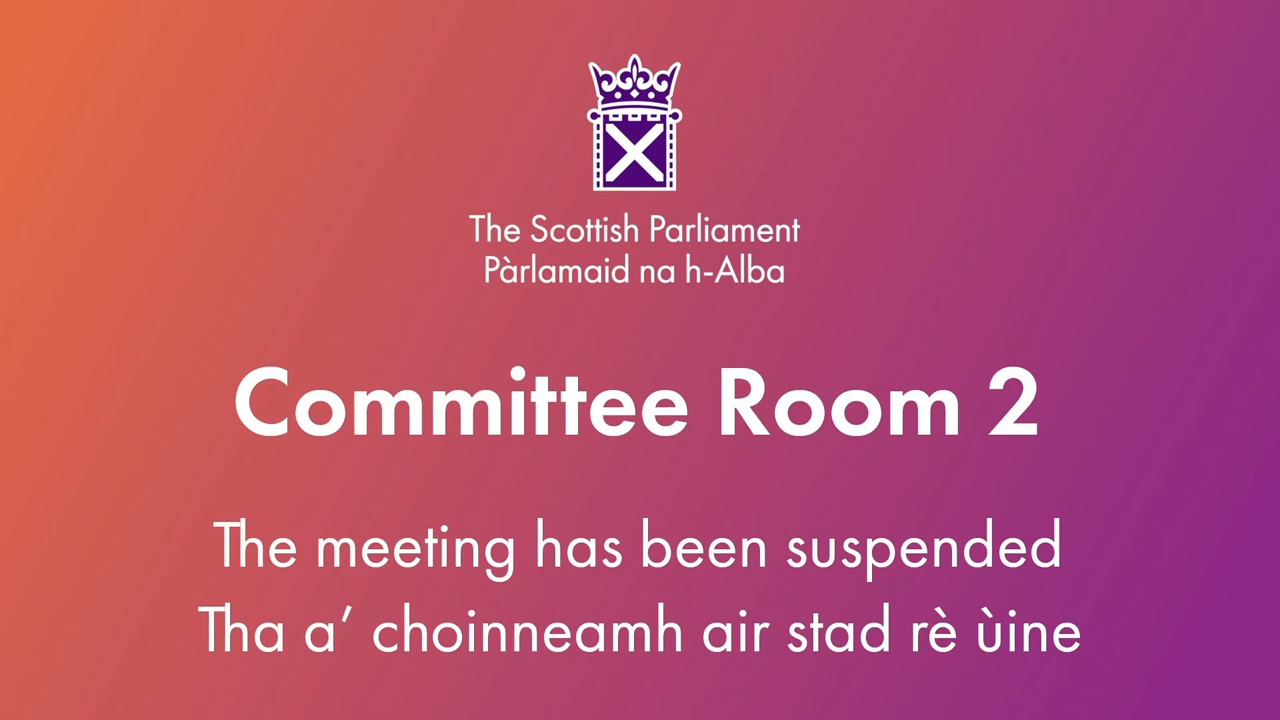 The Scottish Parliament
Pàrlamaid na h-Alba
Committee Room 2
The meeting has been suspended
Tha a’ choinneamh air stad rè ùine